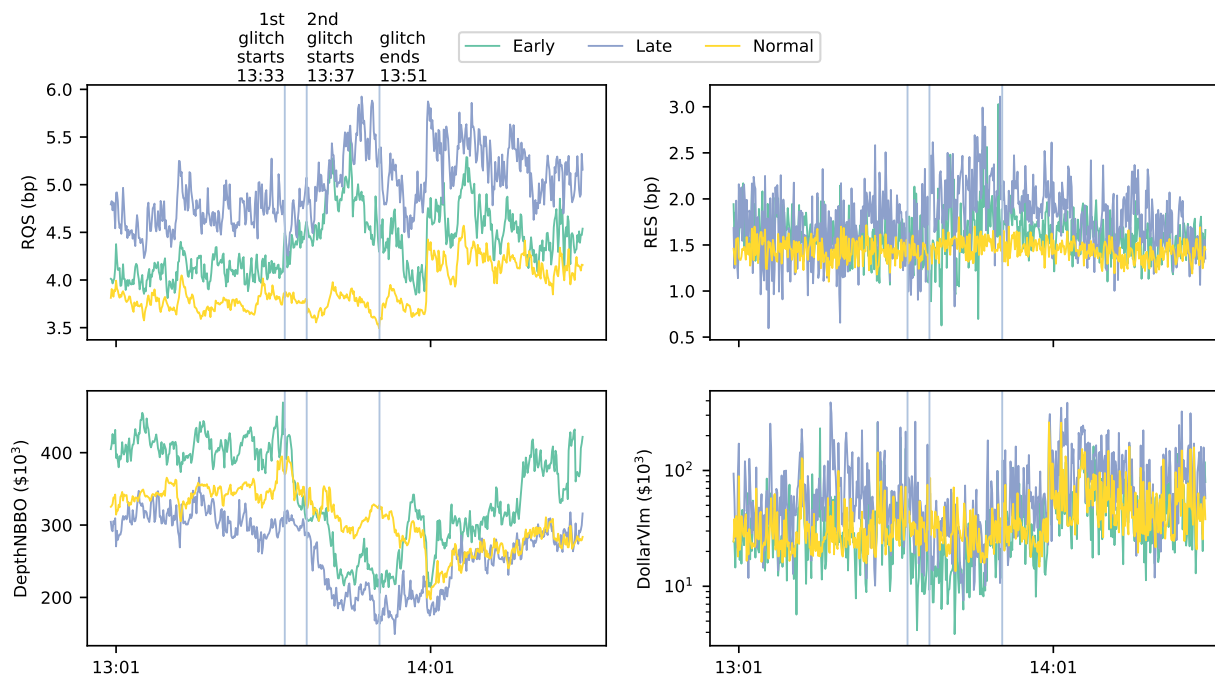 1st
glitch
starts
13:33
2nd
glitch
starts
13:37
glitch
ends
13:51
Early
Late
Normal
RQS (bp)
6.0
5.5
5.0
4.5
4.0
3.5
RES (bp)
3.0
2.5
2.0
1.5
1.0
0.5
DepthNBBO ($10³)
400
300
200
13:01
14:01
DollarVlm ($10³)
10²
10¹
13:01
14:01